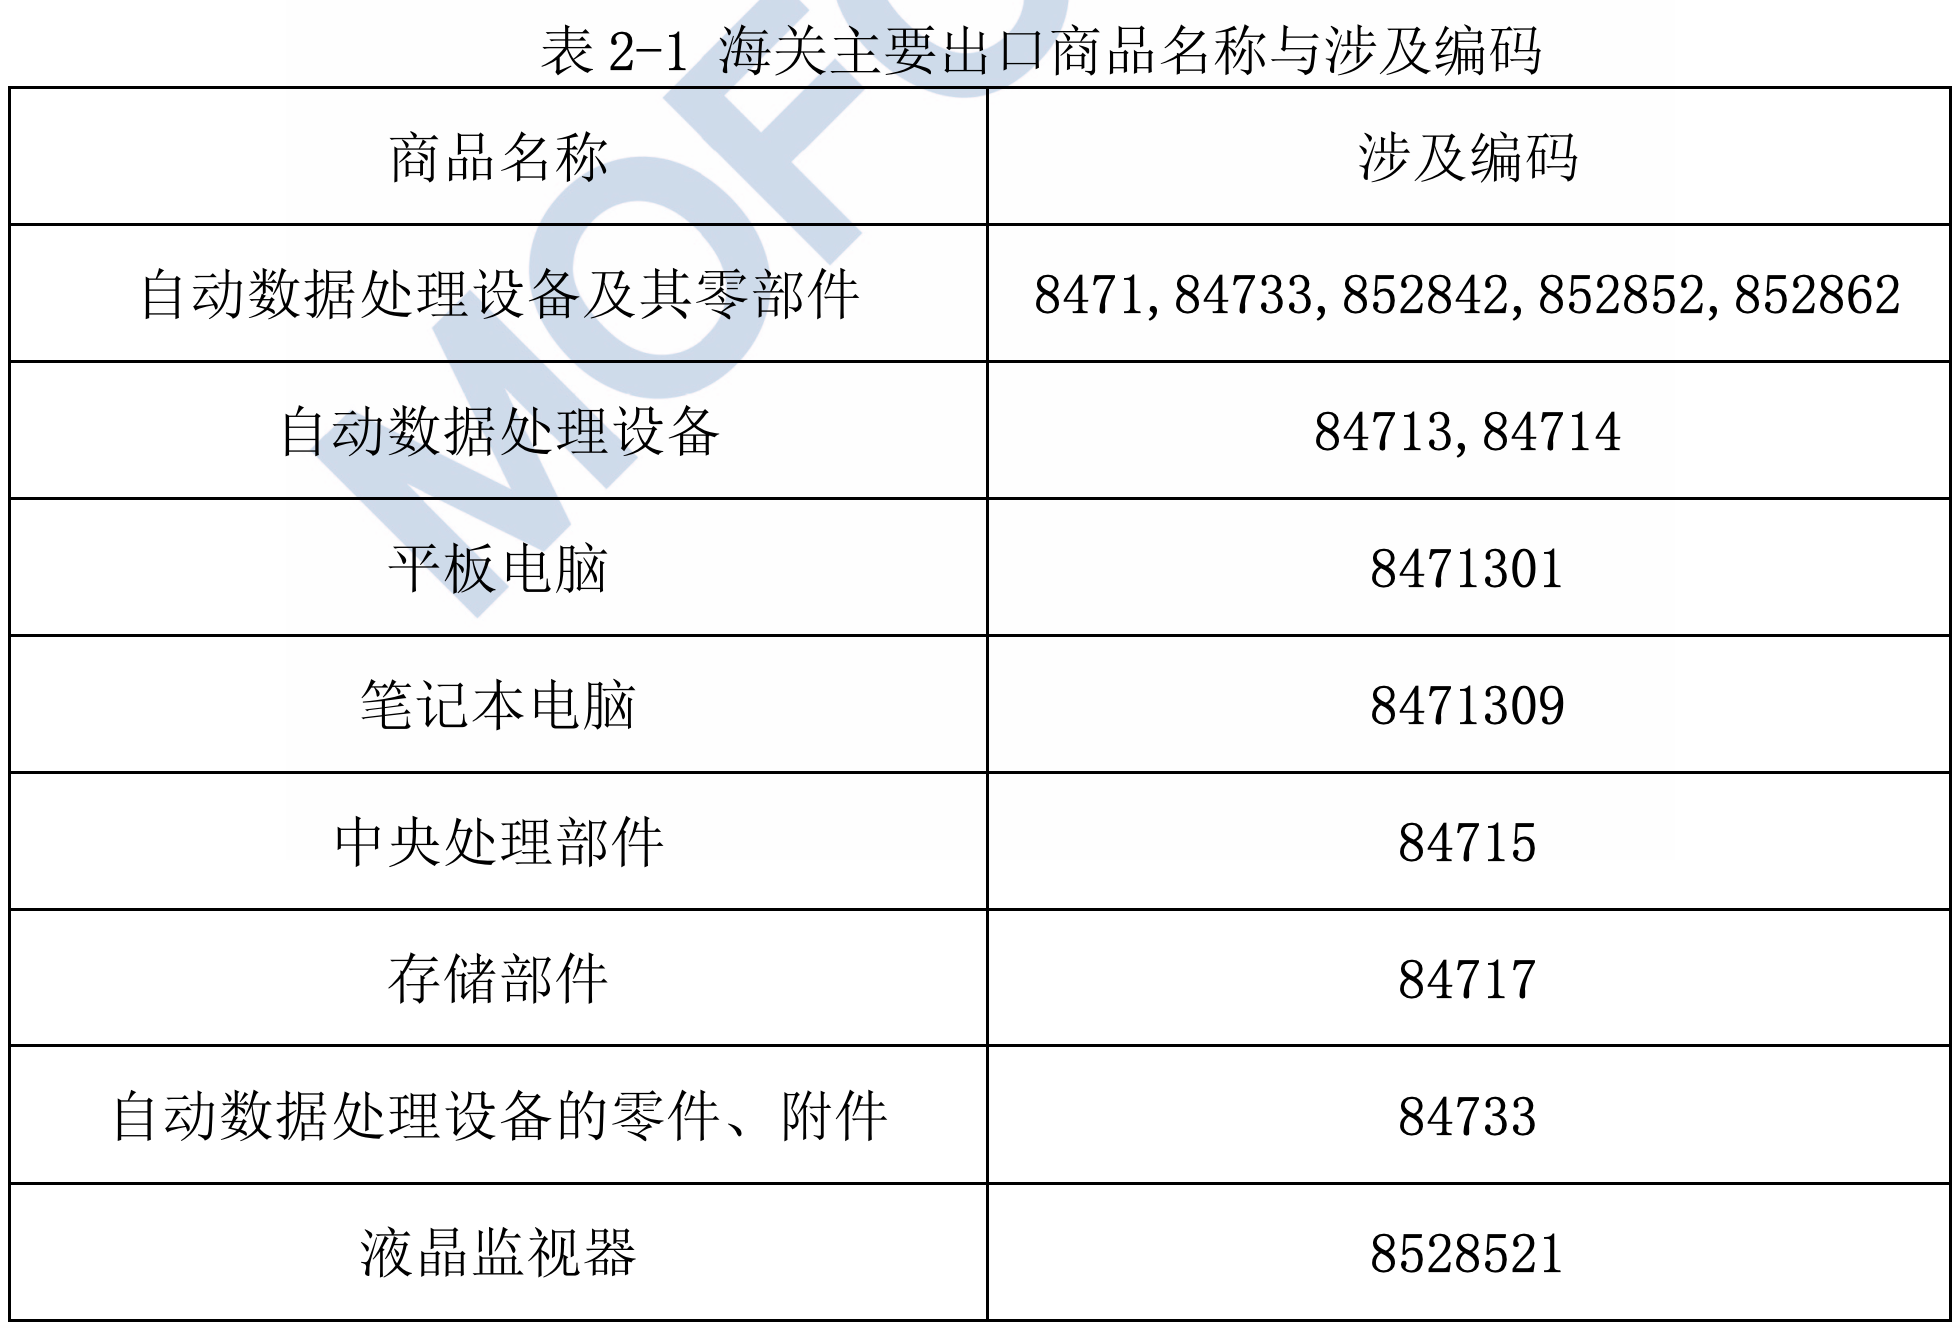 表 2-1 海关主要出口商品名称与涉及编码
商品名称 涉及编码
自动数据处理设备及其零部件 8471,84733,852842,852852,852862
自动数据处理设备 84713,84714
平板电脑 8471301
笔记本电脑 8471309
中央处理部件 84715
存储部件 84717
自动数据处理设备的零件、附件 84733
液晶监视器 8528521
MOFC